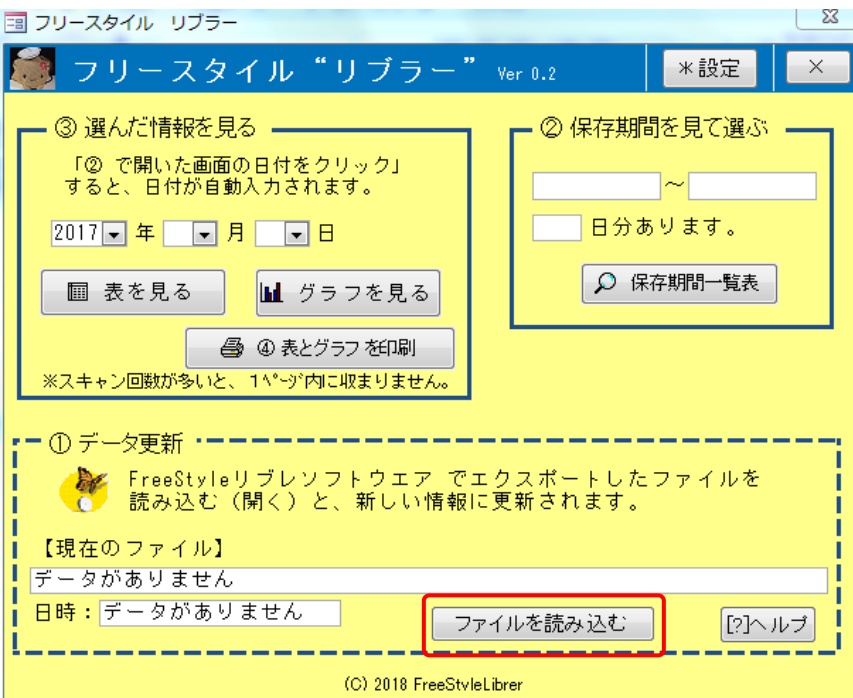 フリースタイル リブラー
フリースタイル “リブラー” Ver 0.2
＊設定
×
③ 選んだ情報を見る
「② で開いた画面の日付をクリック」
すると、日付が自動入力されます。
2017 年 月 日
表を見る
グラフを見る
④ 表とグラフを印刷
※スキャン回数が多いと、1ﾍﾟｰｼﾞ内に収まりません。
② 保存期間を見て選ぶ
～
日分あります。
保存期間一覧表
① データ更新
FreeStyleリブレソフトウエア でエクスポートしたファイルを
読み込む（開く）と、新しい情報に更新されます。
【現在のファイル】
データがありません
日時：データがありません
ファイルを読み込む
[?]ヘルプ
(C) 2018 FreeStyleLibrer